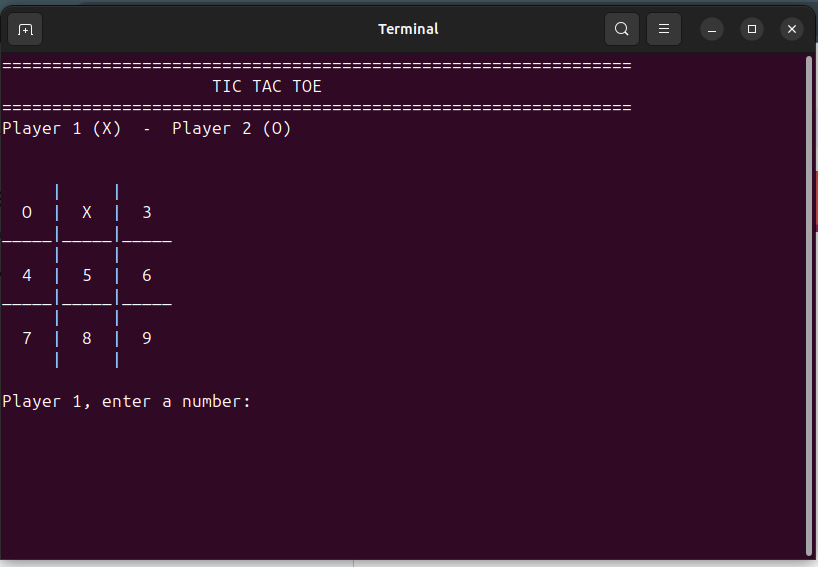 Terminal
===============================================================
TIC TAC TOE
===============================================================
Player 1 (X)  -  Player 2 (O)
     |     |
  O  |  X  |  3
_____|_____|_____
     |     |
  4  |  5  |  6
_____|_____|_____
     |     |
  7  |  8  |  9
     |     |
Player 1, enter a number: